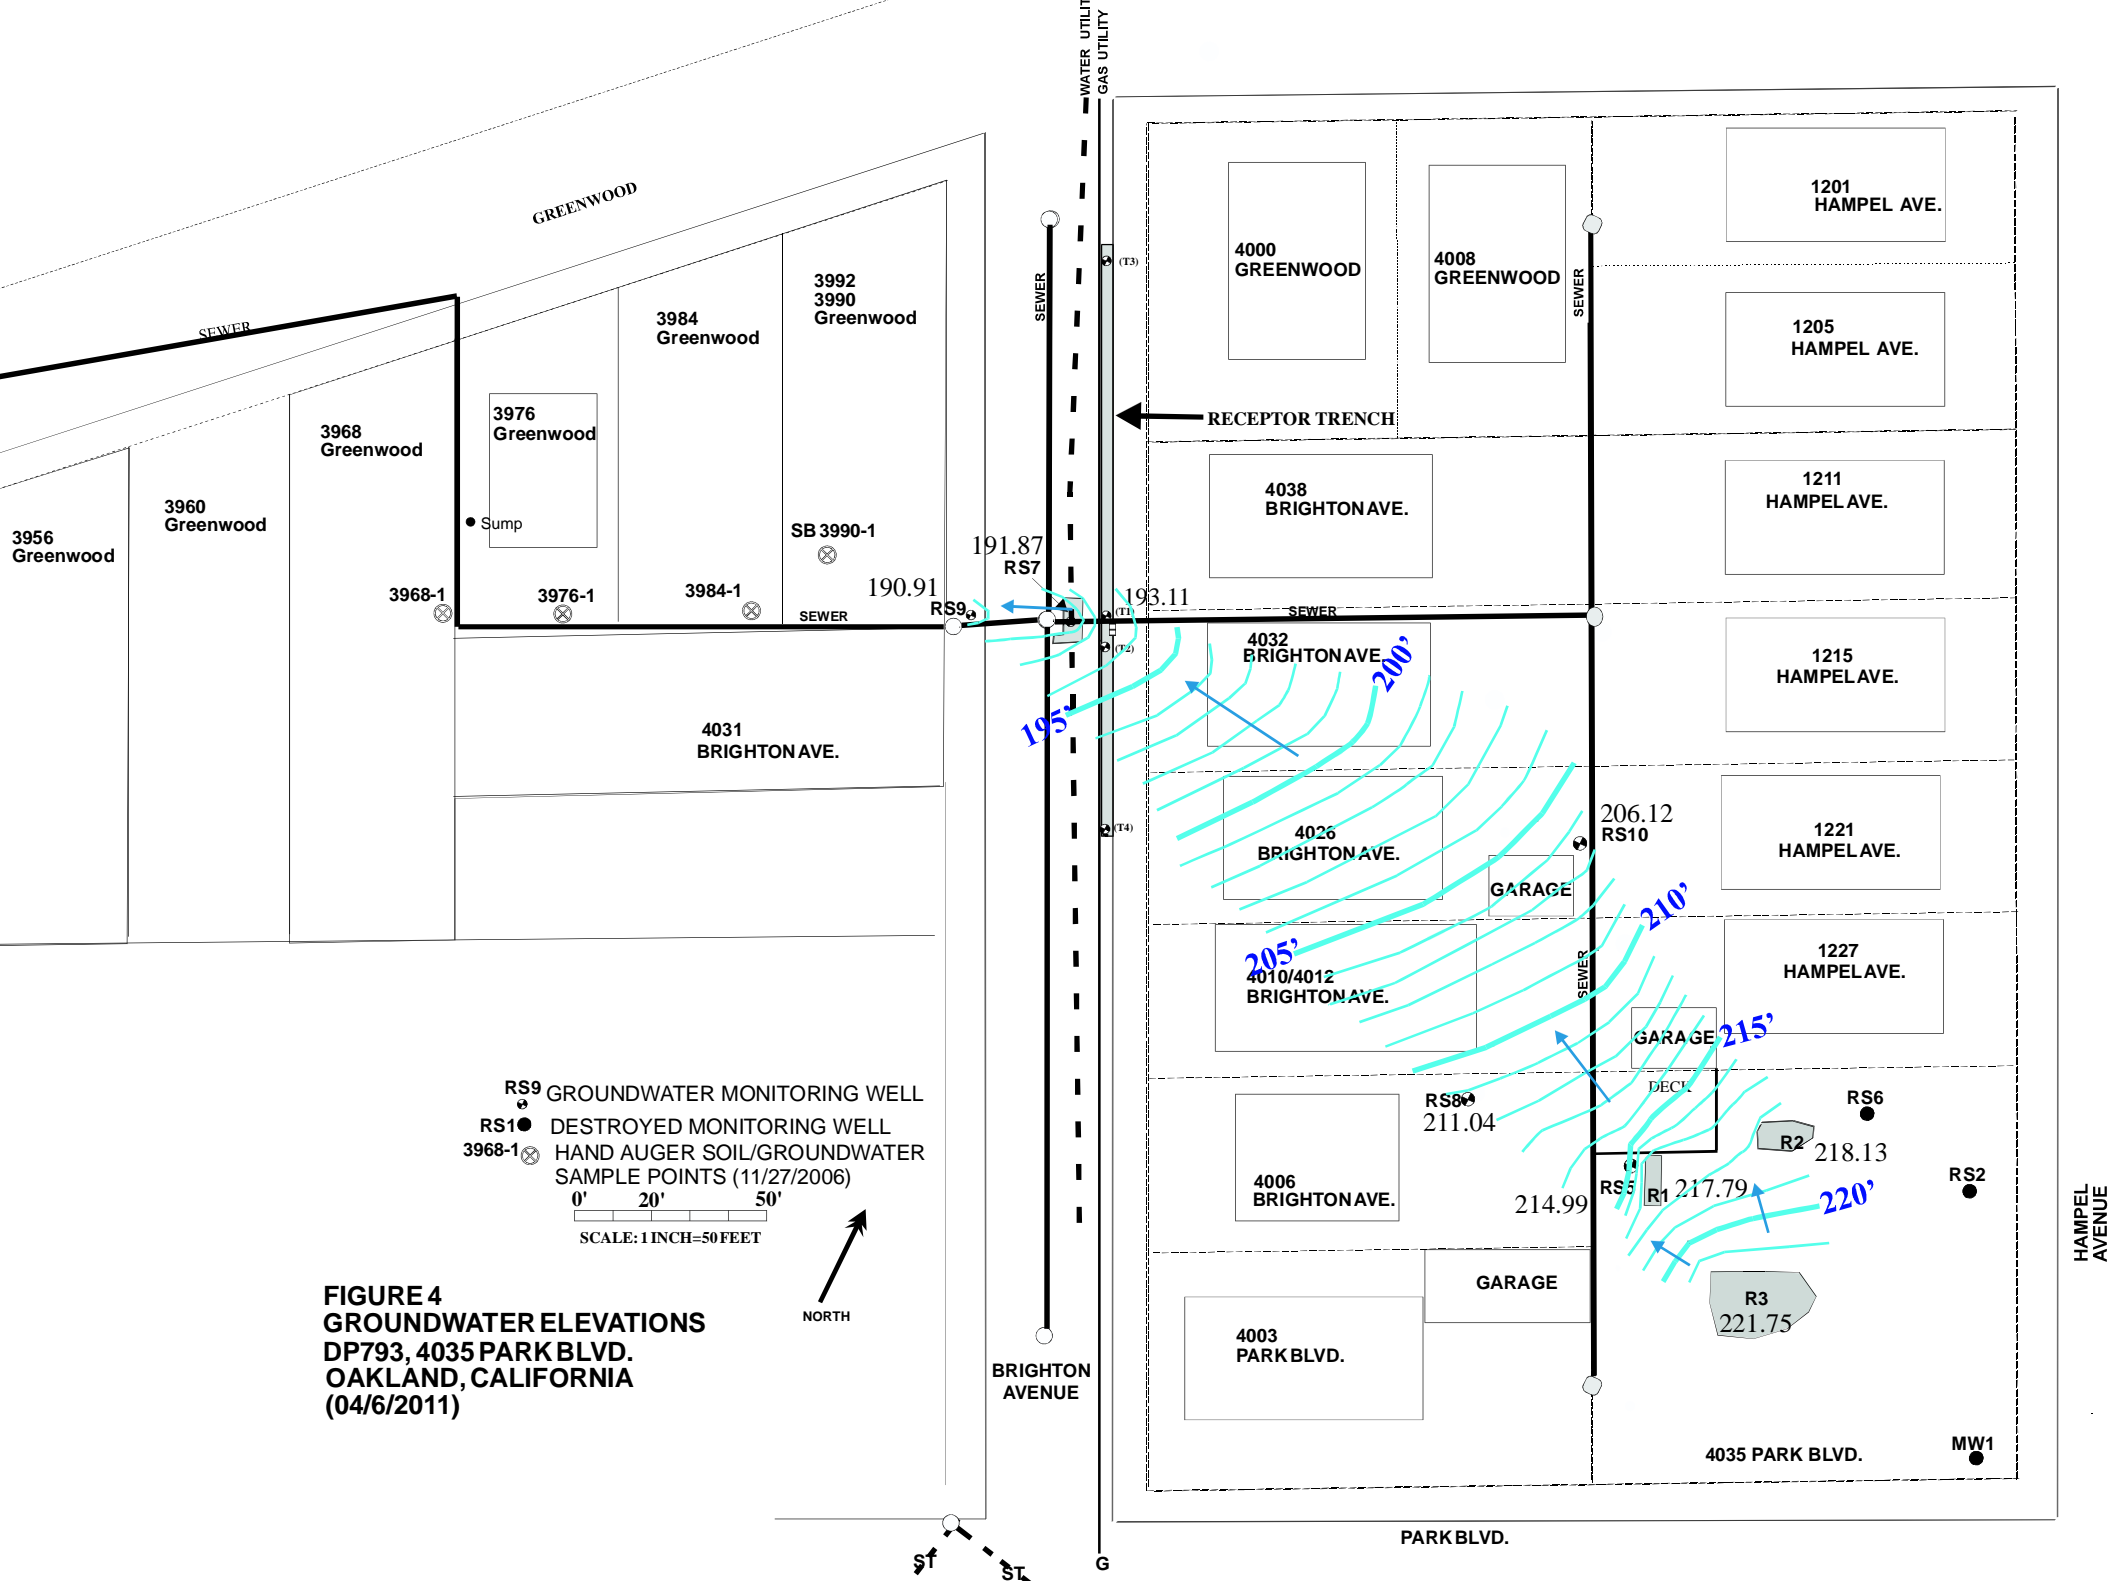 WATER UTILIT
GAS UTILITY
GREENWOOD
SEWER
3992
3990
Greenwood
3984
Greenwood
3976
Greenwood
3968
Greenwood
3960
Greenwood
3956
Greenwood
Sump
SB 3990-1
3968-1
3976-1
3984-1
SEWER
190.91
RS9
191.87
RS7
193.11
SEWER
(T3)
(T1)
(T2)
(T4)
RECEPTOR TRENCH
4000
GREENWOOD
4008
GREENWOOD
SEWER
1201
HAMPEL AVE.
1205
HAMPEL AVE.
1211
HAMPEL AVE.
1215
HAMPEL AVE.
1221
HAMPEL AVE.
1227
HAMPEL AVE.
4038
BRIGHTON AVE.
SEWER
4032
BRIGHTON AVE.
200'
195'
4031
BRIGHTON AVE.
4026
BRIGHTON AVE.
206.12
RS10
GARAGE
210'
205'
4010/4012
BRIGHTON AVE.
SEWER
215'
GARAGE
DECK
RS8
211.04
RS6
R2
218.13
RS2
RS5
R1
217.79
214.99
220'
4006
BRIGHTON AVE.
GARAGE
R3
221.75
4003
PARK BLVD.
4035 PARK BLVD.
MW1
HAMPEL
AVENUE
PARK BLVD.
BRIGHTON
AVENUE
G
ST
ST
RS9 GROUNDWATER MONITORING WELL
RS1 DESTROYED MONITORING WELL
3968-1 HAND AUGER SOIL/GROUNDWATER
SAMPLE POINTS (11/27/2006)
0' 20' 50'
SCALE: 1 INCH=50 FEET
NORTH
FIGURE 4
GROUNDWATER ELEVATIONS
DP793, 4035 PARK BLVD.
OAKLAND, CALIFORNIA
(04/6/2011)